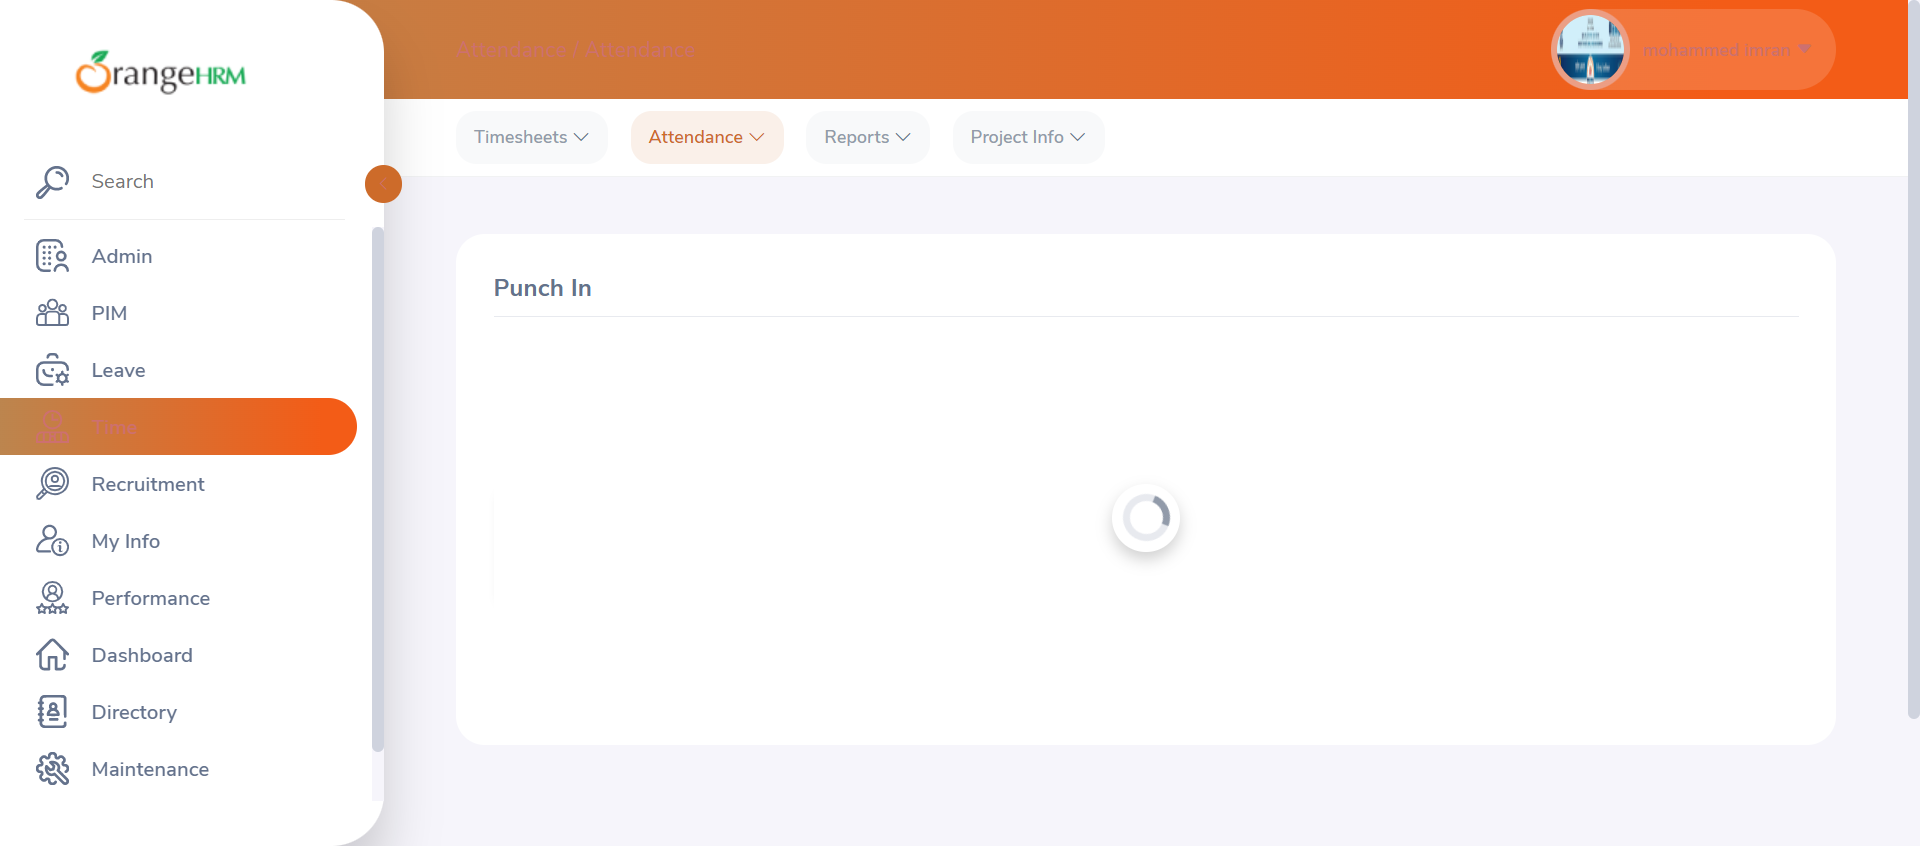 OrangeHRM
Attendance / Attendance
mohammed imran
Timesheets
Attendance
Reports
Project Info
Search
Admin
PIM
Leave
Time
Recruitment
My Info
Performance
Dashboard
Directory
Maintenance
Punch In